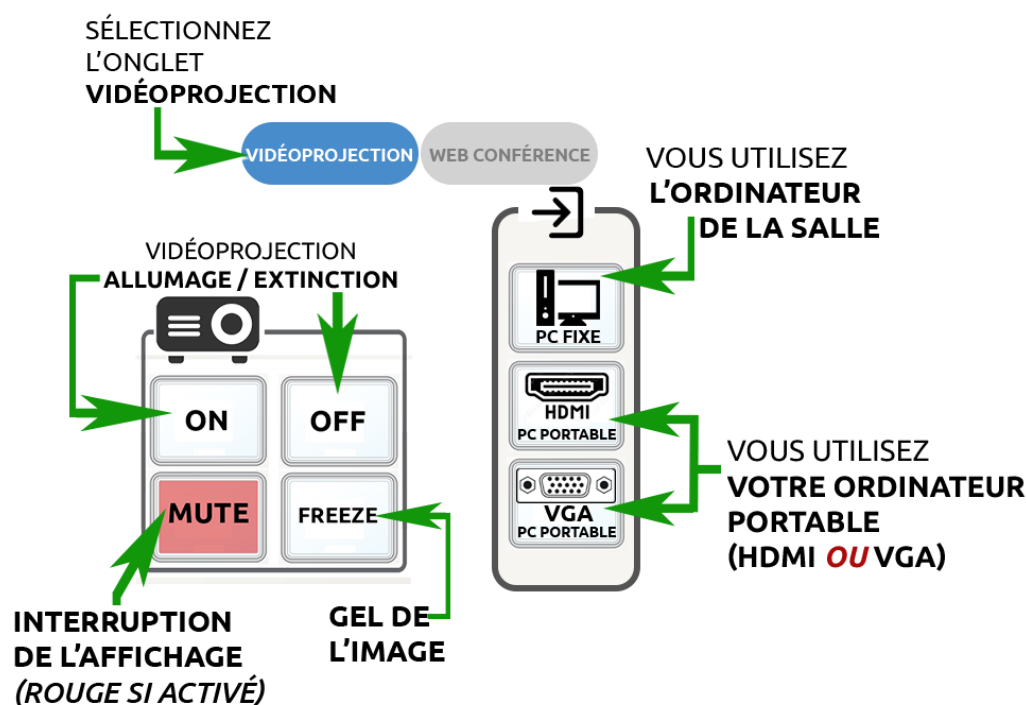 SÉLECTIONNEZ
L'ONGLET
VIDÉOPROJECTION
VIDÉOPROJECTION
WEB CONFÉRENCE
VIDÉOPROJECTION
ALLUMAGE / EXTINCTION
ON
OFF
MUTE
FREEZE
INTERRUPTION
DE L'AFFICHAGE
(ROUGE SI ACTIVÉ)
GEL DE
L'IMAGE
VOUS UTILISEZ
L'ORDINATEUR
DE LA SALLE
PC FIXE
HDMI
PC PORTABLE
VGA
PC PORTABLE
VOUS UTILISEZ
VOTRE ORDINATEUR
PORTABLE
(HDMI OU VGA)